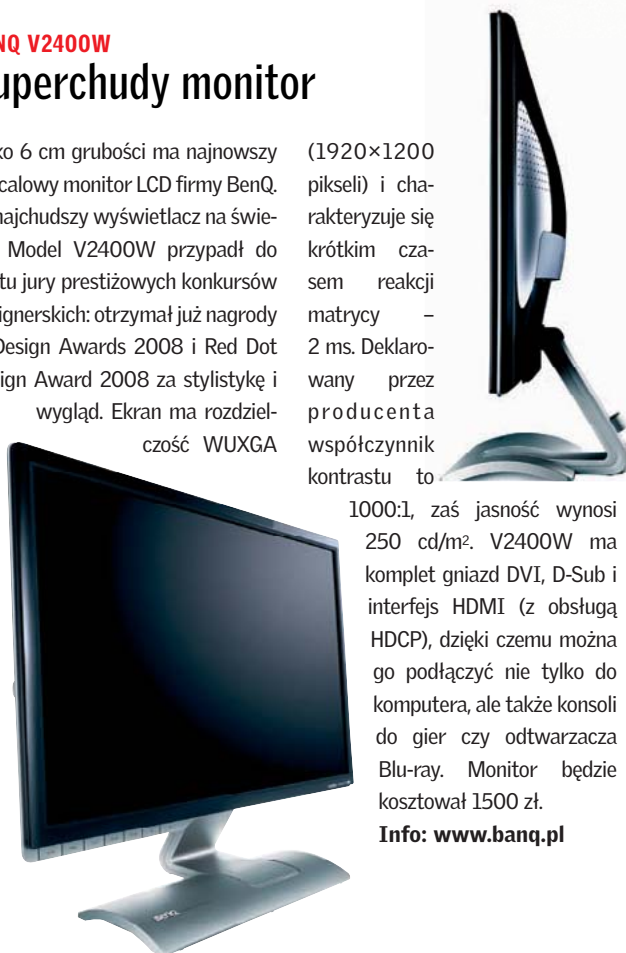 NQ V2400W
uperchudy monitor
ko 6 cm grubości ma najnowszy
calowy monitor LCD firmy BenQ.
najchudszy wyświetlacz na świe-
Model V2400W przypadł do
tu jury prestiżowych konkursów
ignerskich: otrzymał już nagrody
Design Awards 2008 i Red Dot
ign Award 2008 za stylistykę i
wygląd. Ekran ma rozdziel-
czość WUXGA
(1920×1200
pikseli) i cha-
rakteryzuje się
krótkim cza-
sem reakcji
matrycy –
2 ms. Deklaro-
wany przez
producenta
współczynnik
kontrastu to
1000:1, zaś jasność wynosi
250 cd/m². V2400W ma
komplet gniazd DVI, D-Sub i
interfejs HDMI (z obsługą
HDCP), dzięki czemu można
go podłączyć nie tylko do
komputera, ale także konsoli
do gier czy odtwarzacza
Blu-ray. Monitor będzie
kosztował 1500 zł.
Info: www.banq.pl
BenQ